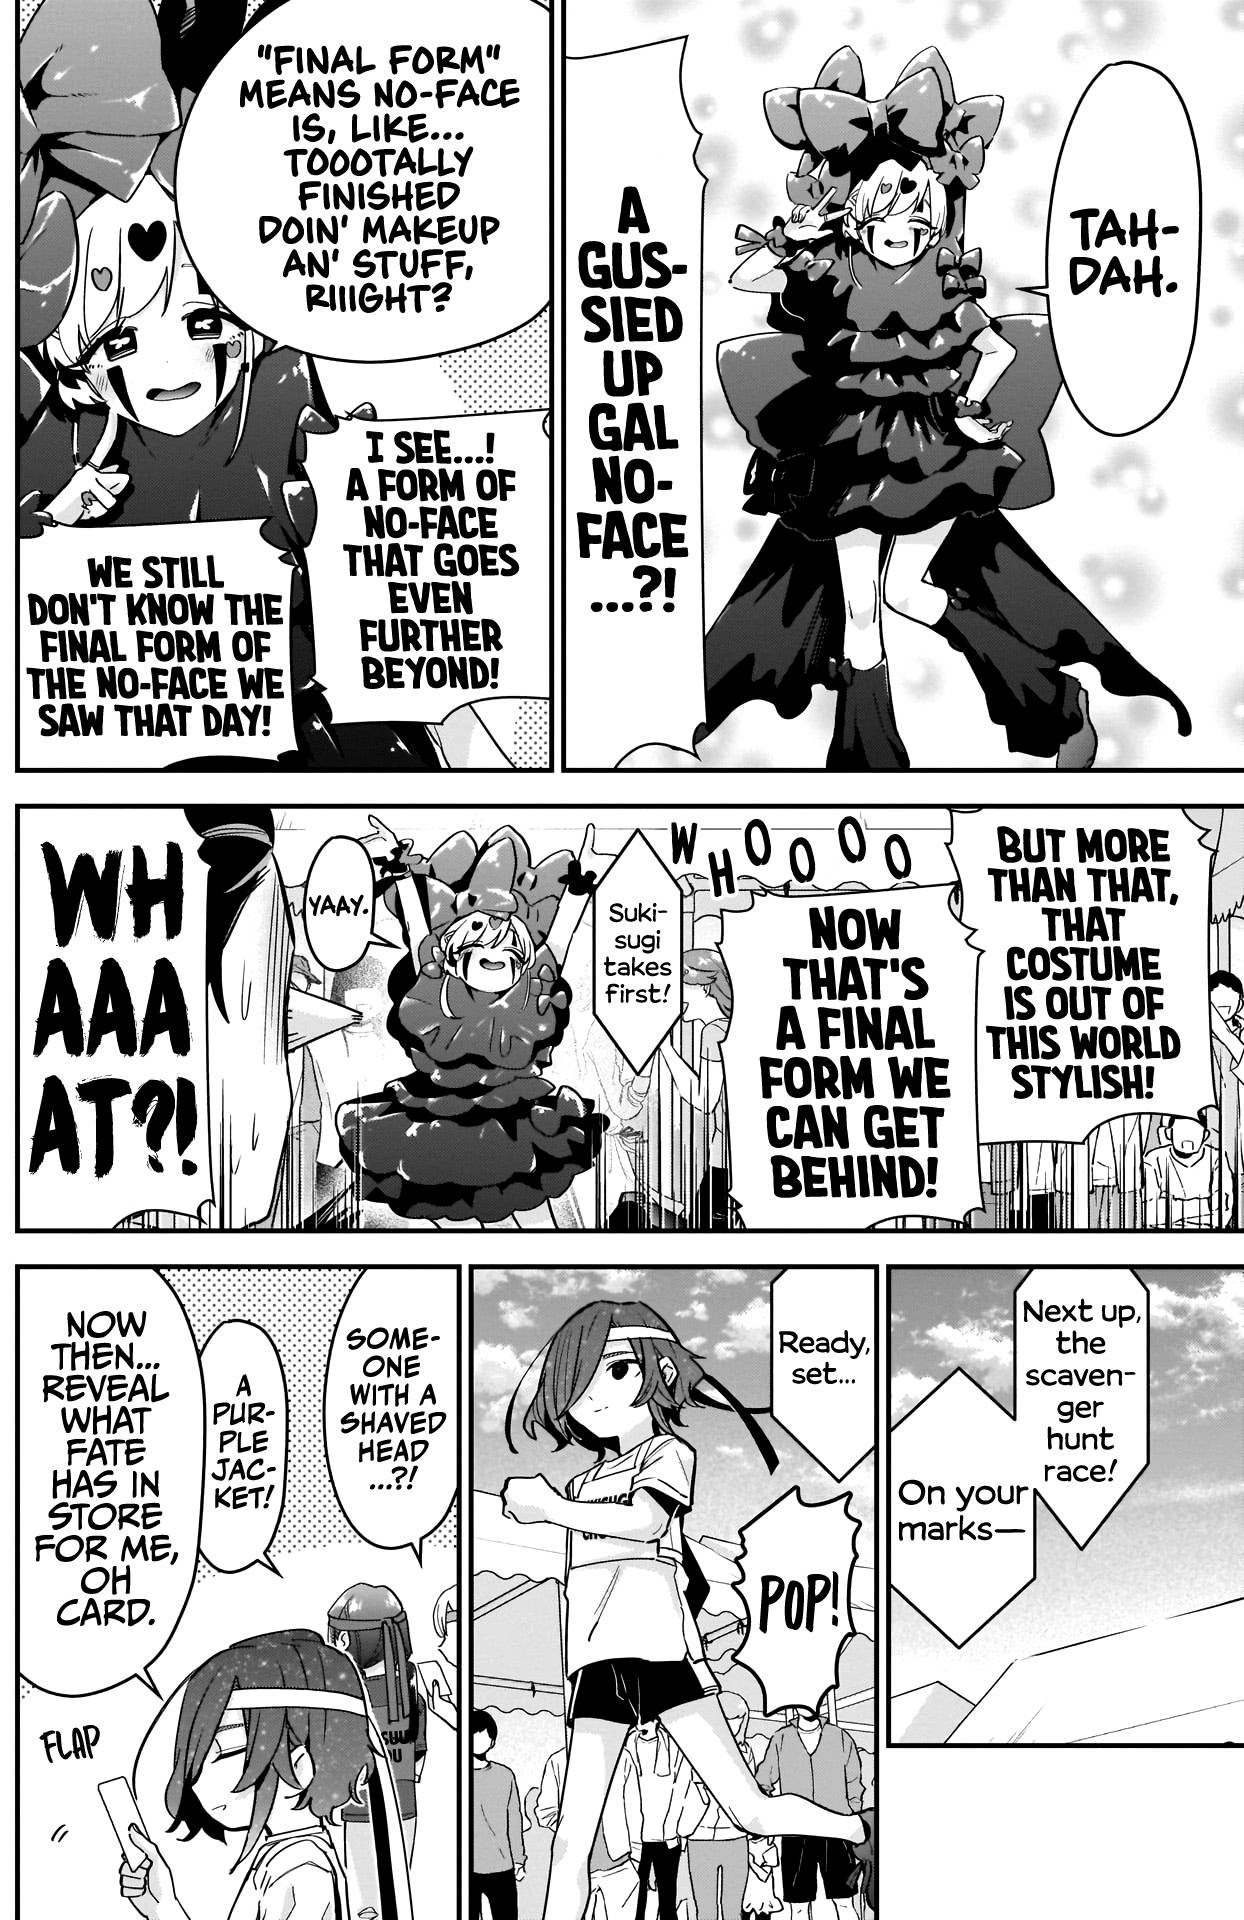 TAH-
DAH.
A
GUS-
SIED
UP
GAL
NO-
FACE
...?!
"FINAL FORM"
MEANS NO-FACE
IS, LIKE...
TOOOTALLY
FINISHED
DOIN' MAKEUP
AN' STUFF,
RIIIGHT?
I SEE...!
A FORM OF
NO-FACE
THAT GOES
EVEN
FURTHER
BEYOND!
WE STILL
DON'T KNOW THE
FINAL FORM OF
THE NO-FACE WE
SAW THAT DAY!
BUT MORE
THAN THAT,
THAT
COSTUME
IS OUT OF
THIS WORLD
STYLISH!
WHOOOO
NOW
THAT'S
A FINAL
FORM WE
CAN GET
BEHIND!
Suki-
sugi
takes
first!
YAAY.
WH
AAA
AT?!
Next up,
the
scaven-
ger
hunt
race!
On your
marks—
Ready,
set...
POP!
SOME-
ONE
WITH A
SHAVED
HEAD
...?!
A
PUR-
PLE
JAC-
KET!
NOW
THEN...
REVEAL
WHAT
FATE
HAS IN
STORE
FOR ME,
OH
CARD.
FLAP